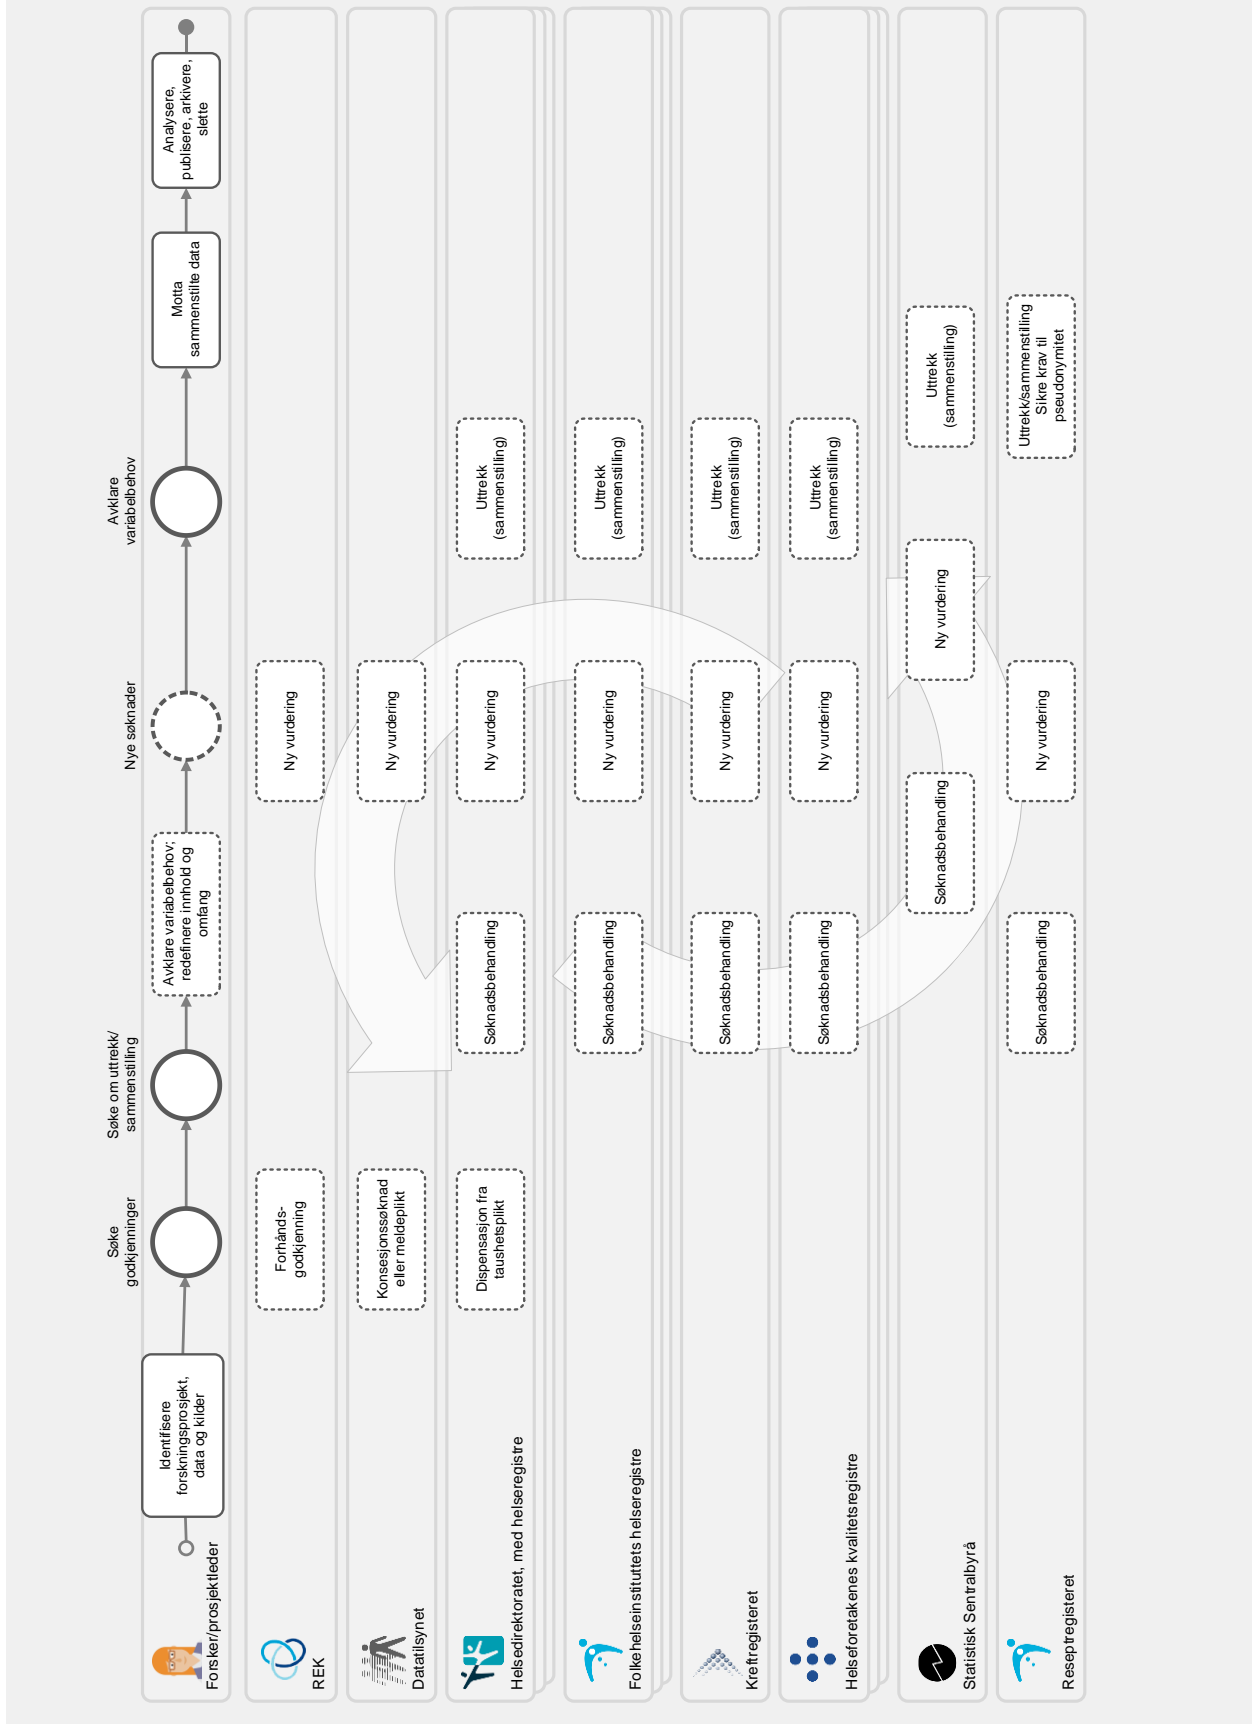 Forsker/prosjektleder
Identifisere
forskningsprosjekt,
data og kilder
Søke
godkjenninger
Søke om uttrekk/
sammenstilling
Avklare variabelbehov;
redefinere innhold og
omfang
Nye søknader
Avklare
variabelbehov
Motta
sammenstilte data
Analysere,
publisere, arkivere,
slette
REK
Forhånds-
godkjenning
Ny vurdering
Datatilsynet
Konsesjonssøknad
eller meldeplikt
Ny vurdering
Helsedirektoratet, med helseregistre
Dispensasjon fra
taushetsplikt
Søknadsbehandling
Ny vurdering
Uttrekk
(sammenstilling)
Folkehelseinstituttets helseregistre
Søknadsbehandling
Ny vurdering
Uttrekk
(sammenstilling)
Kreftregisteret
Søknadsbehandling
Ny vurdering
Uttrekk
(sammenstilling)
Helseforetakenes kvalitetsregistre
Søknadsbehandling
Ny vurdering
Uttrekk
(sammenstilling)
Statistisk Sentralbyrå
Søknadsbehandling
Ny vurdering
Uttrekk
(sammenstilling)
Reseptregisteret
Søknadsbehandling
Ny vurdering
Uttrekk/sammenstilling
Sikre krav til
pseudonymitet